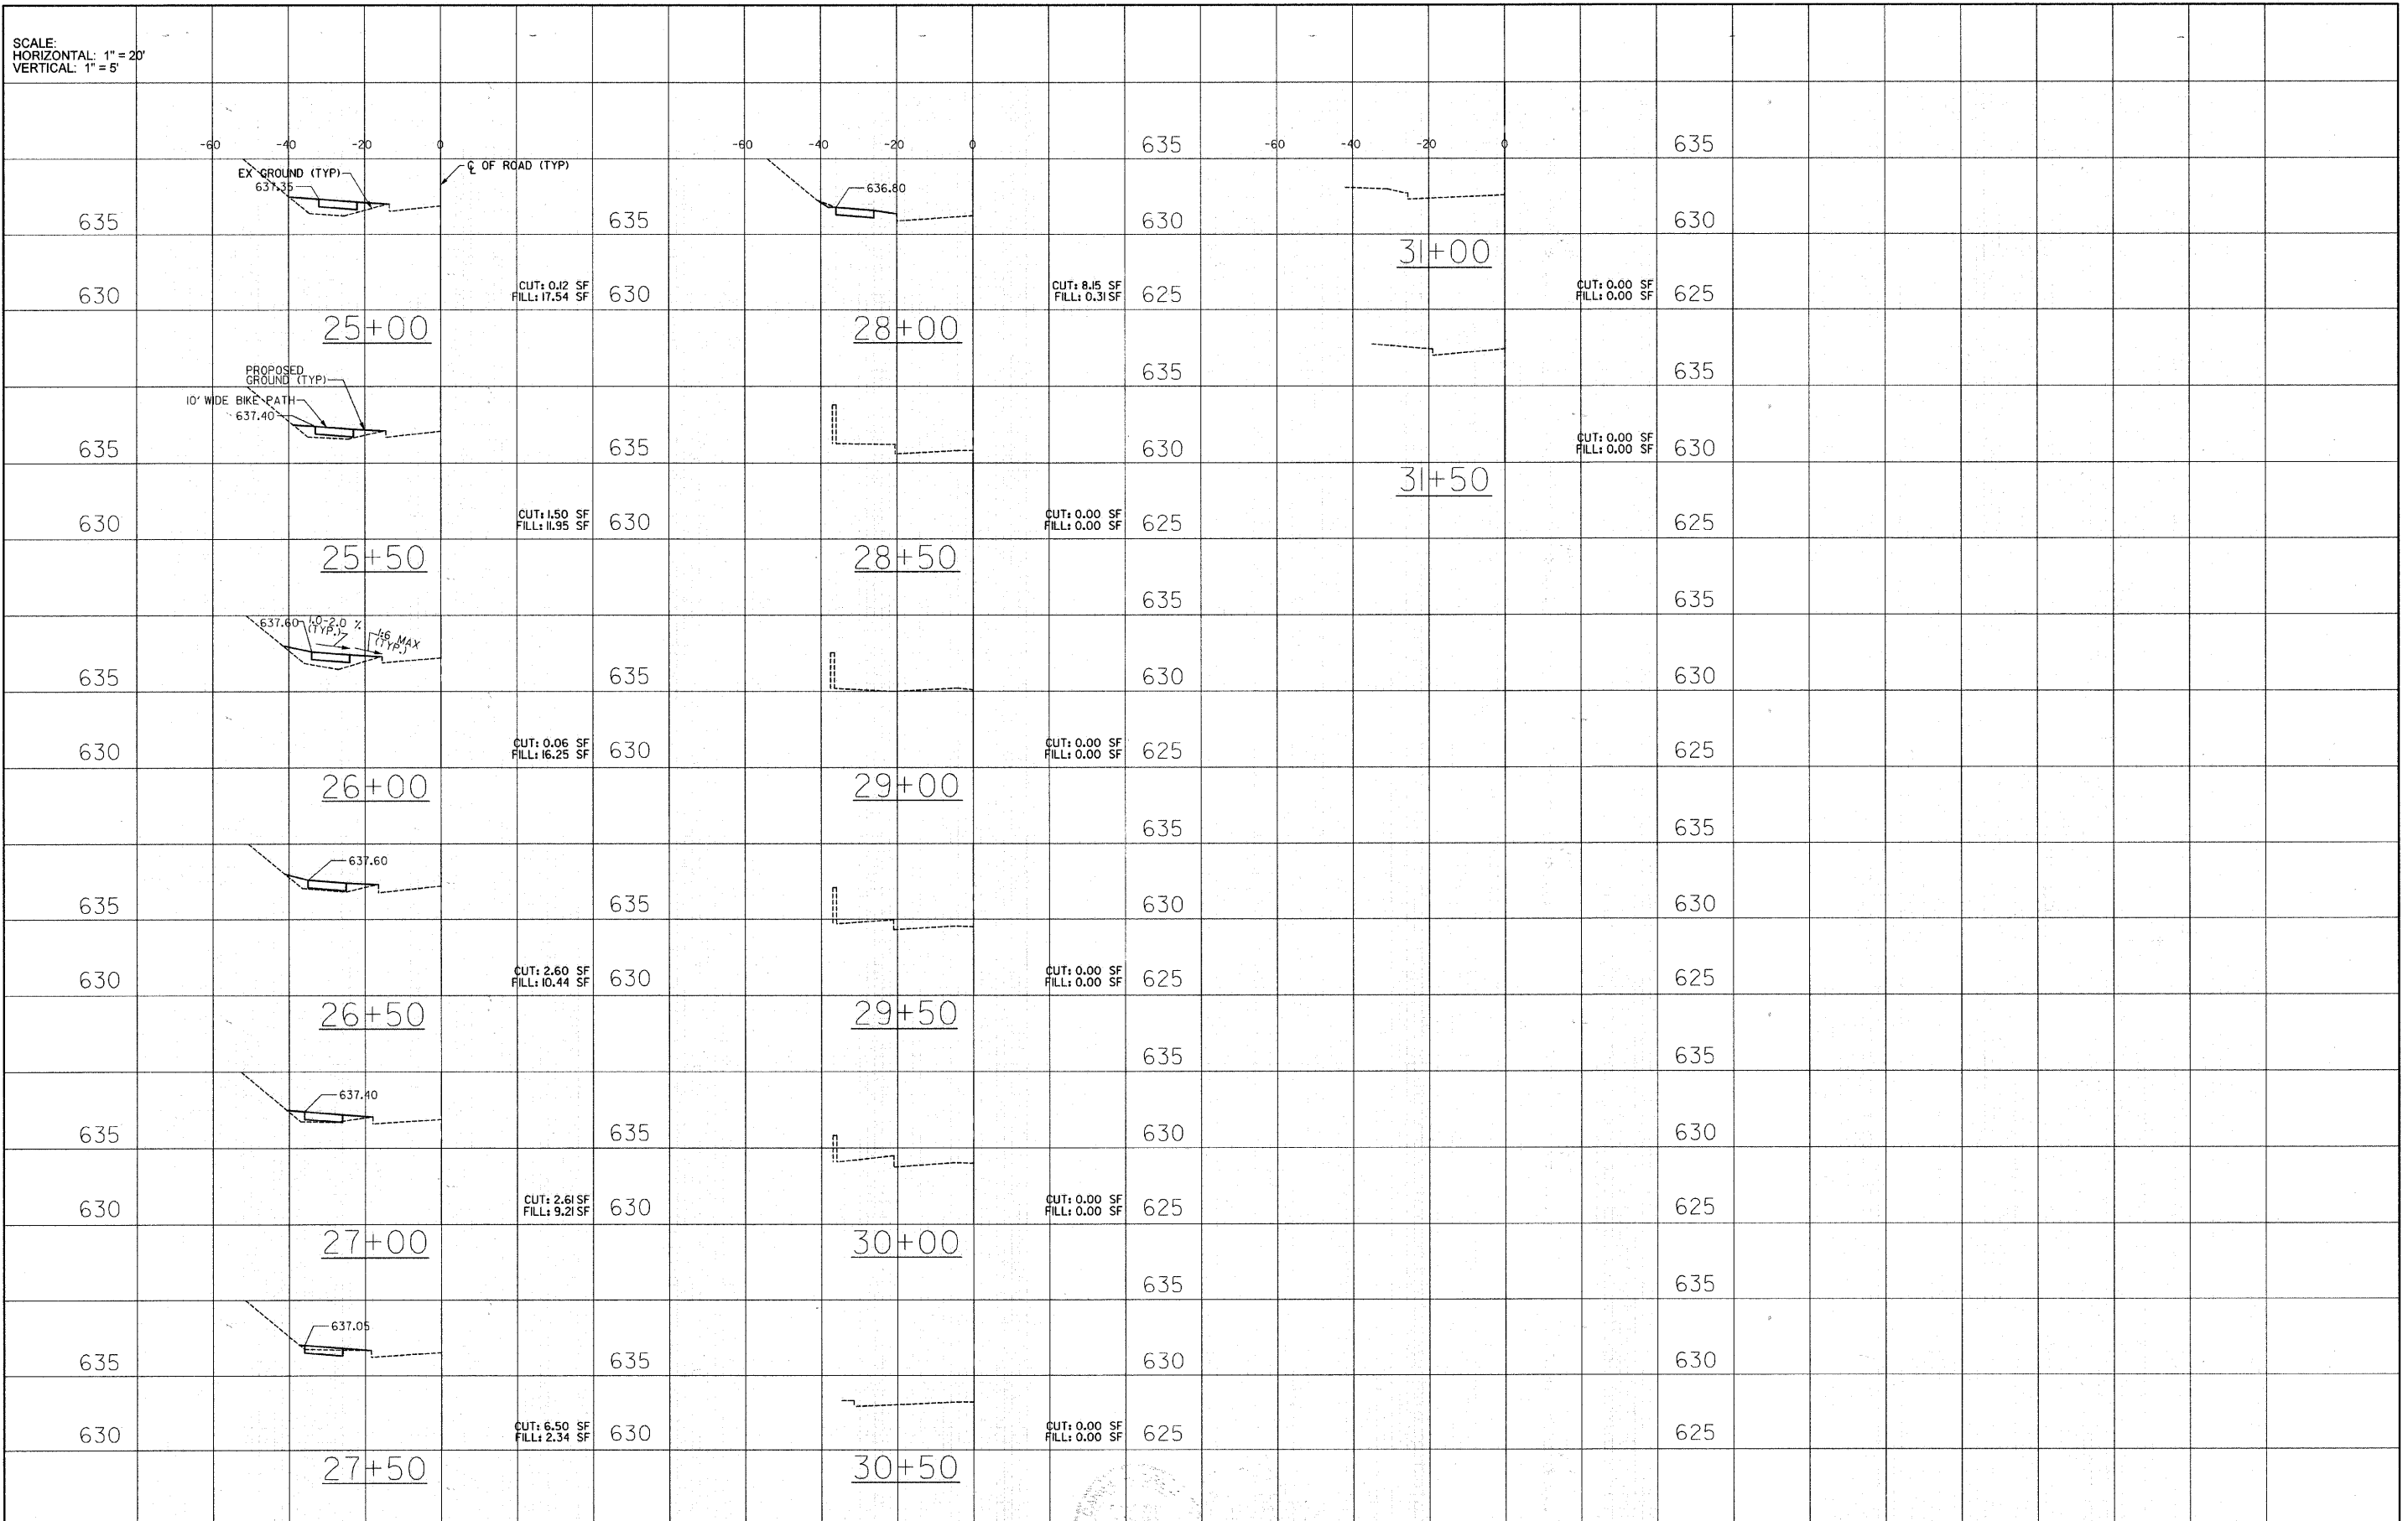 SCALE:
HORIZONTAL: 1" = 20'
VERTICAL: 1" = 5'
-60 -40 -20 0
EX GROUND (TYP)
℄ OF ROAD (TYP)
637.35
635 635
630 630
CUT: 0.12 SF
FILL: 17.54 SF
25+00
PROPOSED
GROUND (TYP)
10' WIDE BIKE PATH
637.40
635 635
630 630
CUT: 1.50 SF
FILL: 11.95 SF
25+50
637.60
1.0-2.0 %
(TYP.)
1:6 MAX
(TYP.)
635 635
630 630
CUT: 0.06 SF
FILL: 16.25 SF
26+00
637.60
635 635
630 630
CUT: 2.60 SF
FILL: 10.44 SF
26+50
637.40
635 635
630 630
CUT: 2.61 SF
FILL: 9.21 SF
27+00
637.05
635 635
630 630
CUT: 6.50 SF
FILL: 2.34 SF
27+50
-60 -40 -20 0
635
636.80
630
CUT: 8.15 SF
FILL: 0.31 SF
625
28+00
635
630
CUT: 0.00 SF
FILL: 0.00 SF
625
28+50
635
630
CUT: 0.00 SF
FILL: 0.00 SF
625
29+00
635
630
CUT: 0.00 SF
FILL: 0.00 SF
625
29+50
635
630
CUT: 0.00 SF
FILL: 0.00 SF
625
30+00
635
630
CUT: 0.00 SF
FILL: 0.00 SF
625
30+50
-60 -40 -20 0
635
630
31+00
CUT: 0.00 SF
FILL: 0.00 SF
625
635
CUT: 0.00 SF
FILL: 0.00 SF
630
31+50
625
635
630
625
635
630
625
635
630
625
635
630
625